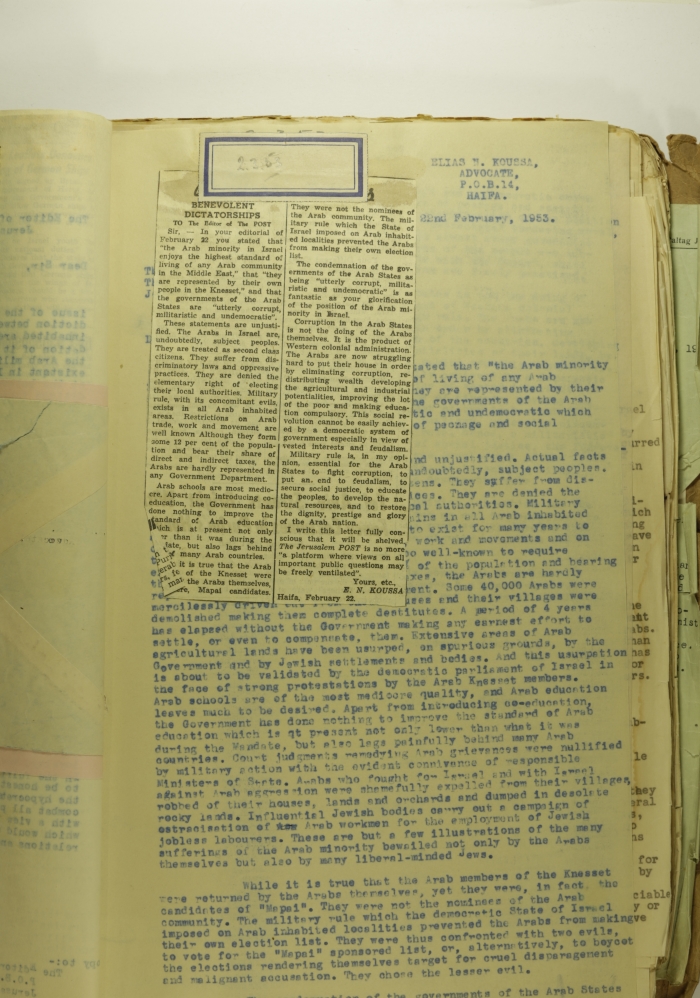 2.2.53
BENEVOLENT
DICTATORSHIPS
TO The Editor of The POST
Sir, — In your editorial of
February 22 you stated that
"the Arab minority in Israel
enjoys the highest standard of
living of any Arab community
in the Middle East," that "they
are represented by their own
people in the Knesset," and that
the governments of the Arab
States are "utterly corrupt,
militaristic and undemocratic".
These statements are unjusti-
fied. The Arabs in Israel are,
undoubtedly, subject peoples.
They are treated as second class
citizens. They suffer from dis-
criminatory laws and oppressive
practices. They are denied the
elementary right of electing
their local authorities. Military
rule, with its concomitant evils,
exists in all Arab inhabited
areas. Restrictions on Arab
trade, work and movement are
well known Although they form
some 12 per cent of the popula-
tion and bear their share of
direct and indirect taxes, the
Arabs are hardly represented in
any Government Department.
Arab schools are most medio-
cre. Apart from introducing co-
education, the Government has
done nothing to improve the
standard of Arab education
which is at present not only
than it was during the
but also lags behind
many Arab countries.
it is true that the Arab
of the Knesset were
the Arabs themselves,
Mapai candidates.
They were not the nominees of
the Arab community. The mil-
itary rule which the State of
Israel imposed on Arab inhabit-
ed localities prevented the Arabs
from making their own election
list.
The condemnation of the gov-
ernments of the Arab States as
being "utterly corrupt, milita-
ristic and undemocratic" is as
fantastic as your glorification
of the position of the Arab mi-
nority in Israel.
Corruption in the Arab States
is not the doing of the Arabs
themselves. It is the product of
Western colonial administration.
The Arabs are now struggling
hard to put their house in order
by eliminating corruption, re-
distributing wealth developing
the agricultural and industrial
potentialities, improving the lot
of the poor and making educa-
tion compulsory. This social re-
volution cannot be easily achiev-
ed by a democratic system of
government especially in view of
vested interests and feudalism.
Military rule is, in my opi-
nion, essential for the Arab
States to fight corruption, to
put an end to feudalism, to
secure social justice, to educate
the peoples, to develop the na-
tural resources, and to restore
the dignity, prestige and glory
of the Arab nation.
I write this letter fully con-
scious that it will be shelved,
The Jerusalem POST is no more
"a platform where views on all
important public questions may
be freely ventilated".
Yours, etc.,
E. N. KOUSSA
Haifa, February 22.
ELIAS N. KOUSSA,
ADVOCATE,
P.O.B.14,
HAIFA.
22nd February, 1953.
stated that "the Arab minority
of living of any Arab
they are represented by their
governments of the Arab
and undemocratic which
of peonage and social
and unjustified. Actual facts
undoubtedly, subject peoples.
They suffer from dis-
They are denied the
authorities. Military
in all Arab inhabited
to exist for many years to
work and movements and on
well-known to require
of the population and bearing
the Arabs are hardly
Some 40,000 Arabs were
mercilessly driven and their villages were
demolished making them complete destitutes. A period of 4 years
has elapsed without the Government making any earnest effort to
settle, or even to compensate, them. Extensive areas of Arab
agricultural lands have been usurped, on spurious grounds, by the
Government and by Jewish settlements and bodies. And this usurpation
is about to be validated by the democratic parliament of Israel in
the face of strong protestations by the Arab Knesset members.
Arab schools are of the most mediocre quality, and Arab education
leaves much to be desired. Apart from introducing co-education,
the Government has done nothing to improve the standard of Arab
education which is qt present not only lower than what it was
during the Mandate, but also lags painfully behind many Arab
countries. Court judgments remedying Arab grievances were nullified
by military action with the evident connivance of responsible
Ministers of State. Arabs who fought for Israel and with Israel
against Arab aggression were shamefully expelled from their villages,
robbed of their houses, lands and orchards and dumped in desolate
rocky lands. Influential Jewish bodies carry out a campaign of
ostracisation of Arab workmen for the employment of Jewish
jobless labourers. These are but a few illustrations of the many
sufferings of the Arab minority bewailed not only by the Arabs
themselves but also by many liberal-minded Jews.
While it is true that the Arab members of the Knesset
were returned by the Arabs themselves, yet they were, in fact, the
candidates of "Mapai". They were not the nominees of the Arab
community. The military rule which the democratic State of Israel
imposed on Arab inhabited localities prevented the Arabs from making
their own election list. They were thus confronted with two evils,
to vote for the "Mapai" sponsored list, or, alternatively, to boycot
the elections rendering themselves target for cruel disparagement
and malignant accusation. They chose the lesser evil.
of the governments of the Arab States